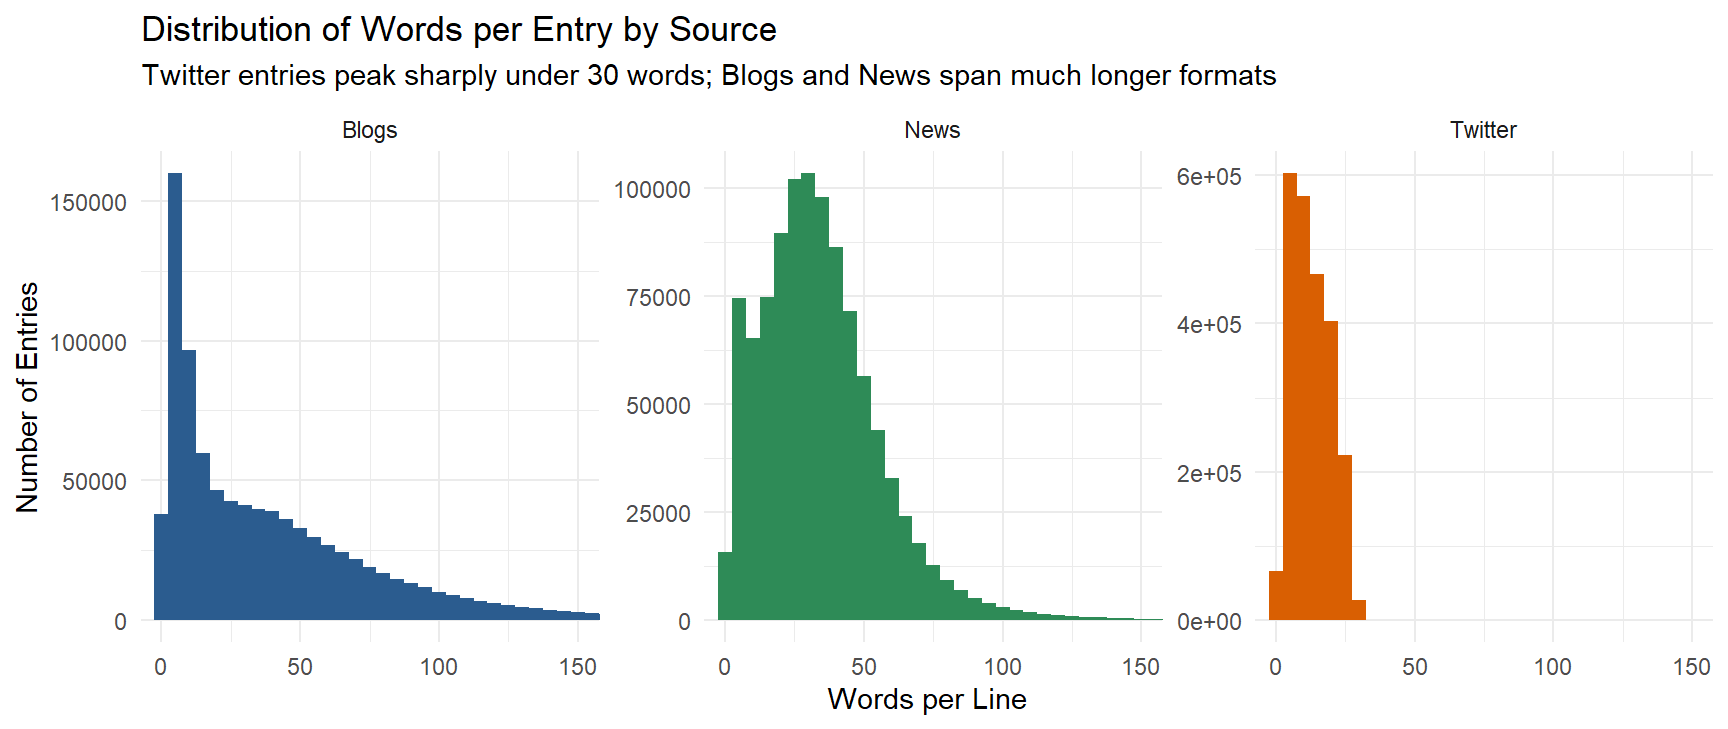 Distribution of Words per Entry by Source
Twitter entries peak sharply under 30 words; Blogs and News span much longer formats
Blogs
News
Twitter
Number of Entries
150000
100000
50000
0
100000
75000
50000
25000
0
6e+05
4e+05
2e+05
0e+00
0 50 100 150
0 50 100 150
0 50 100 150
Words per Line